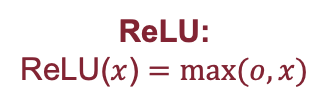 ReLU:
ReLU(x) = max(o, x)